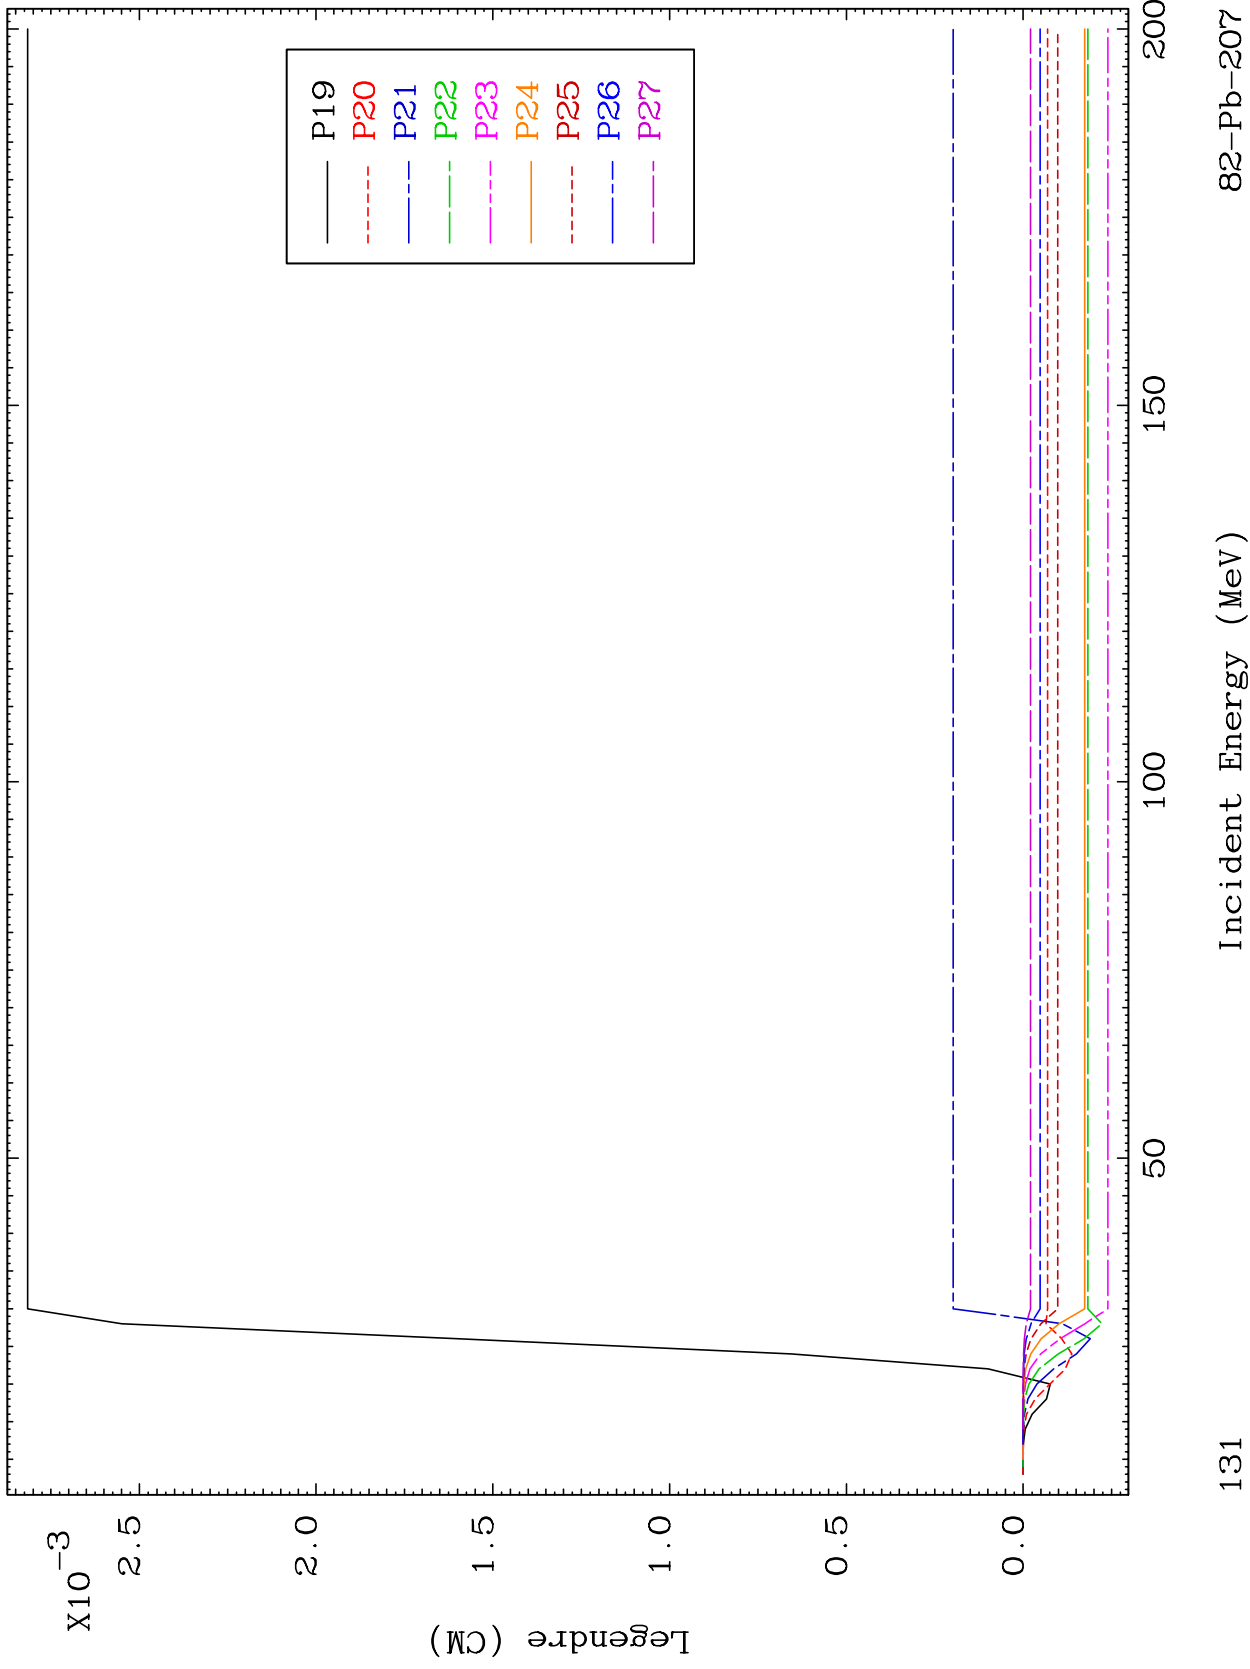 X10-3
2.5
2.0
1.5
1.0
0.5
0.0
Legendre (CM)
P19
P20
P21
P22
P23
P24
P25
P26
P27
50
100
150
200
Incident Energy (MeV)
131
82-Pb-207